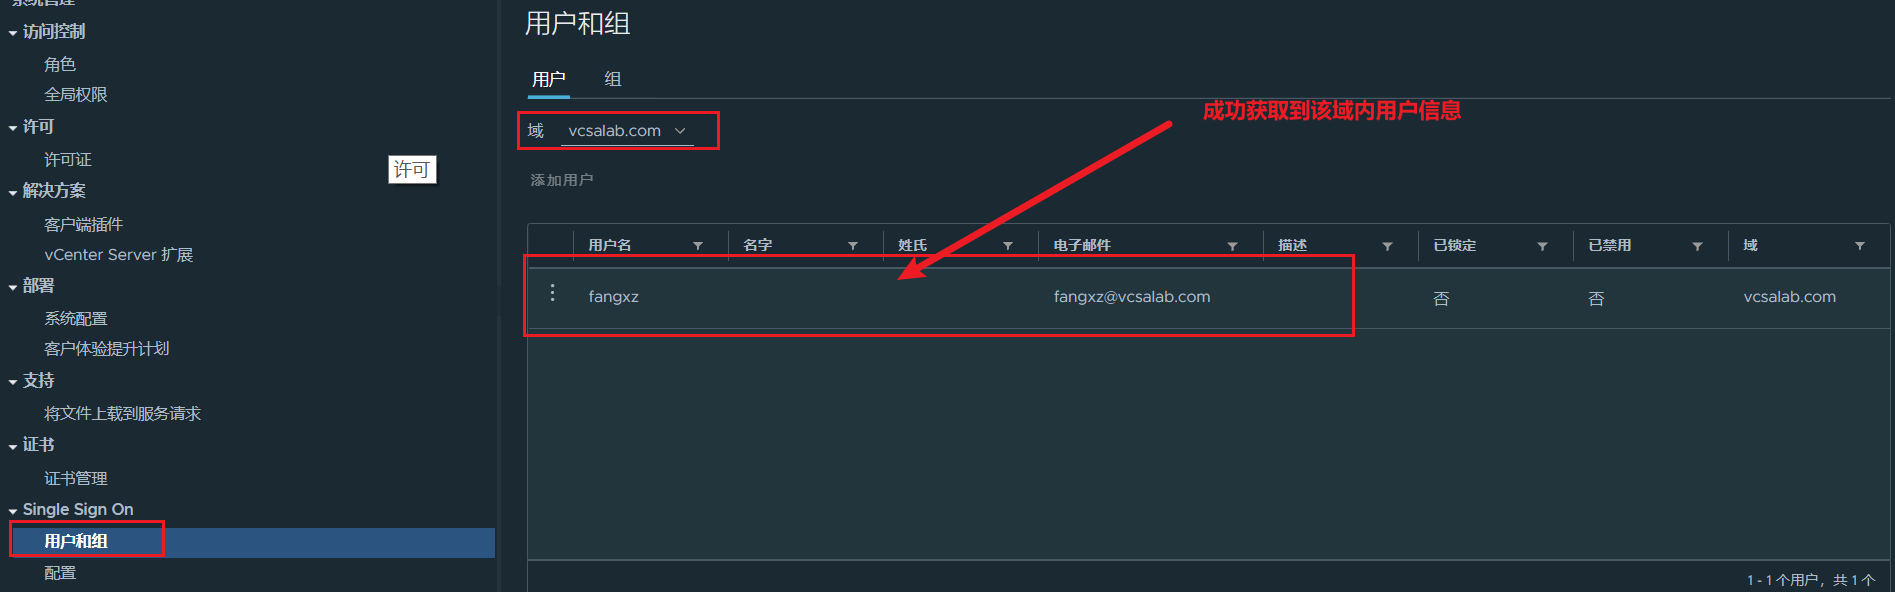 系统管理
访问控制
角色
全局权限
许可
许可证
许可
解决方案
客户端插件
vCenter Server 扩展
部署
系统配置
客户体验提升计划
支持
将文件上载到服务请求
证书
证书管理
Single Sign On
用户和组
配置
用户和组
用户 组
成功获取到该域内用户信息
域 vcsalab.com
添加用户
用户名 名字 姓氏 电子邮件 描述 已锁定 已禁用 域
fangxz fangxz@vcsalab.com 否 否 vcsalab.com
1 - 1 个用户，共 1 个